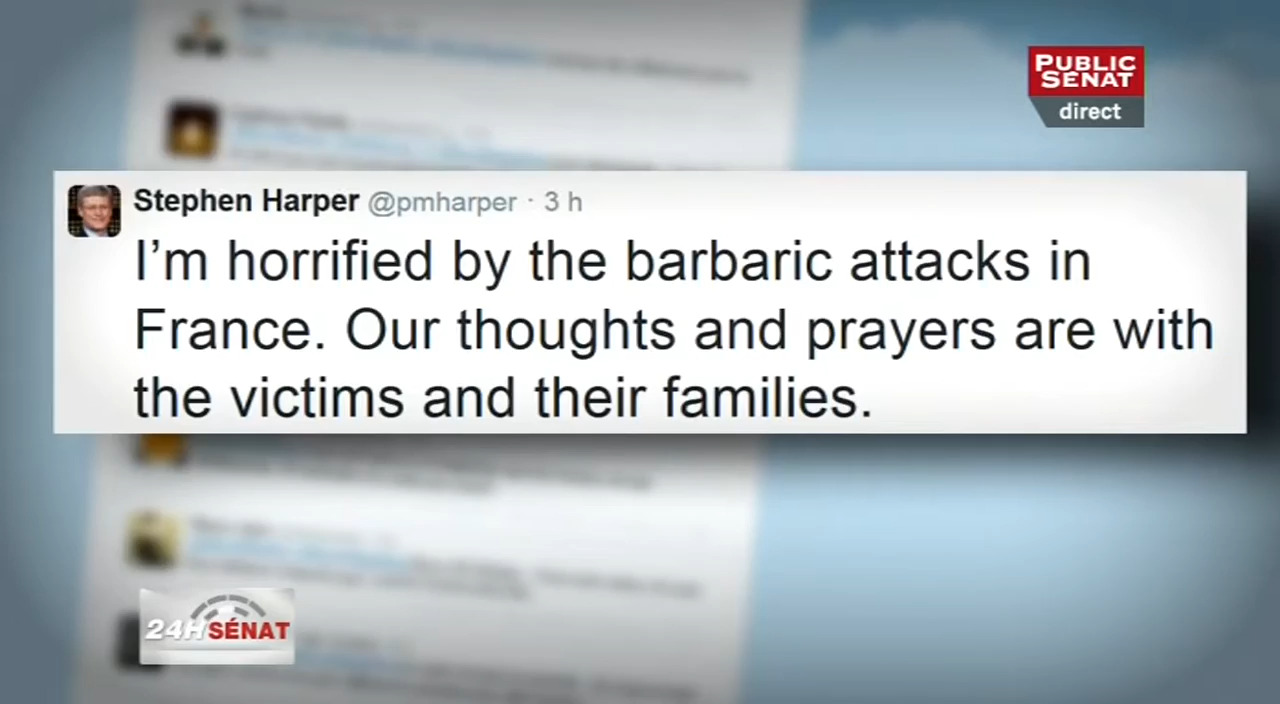 PUBLIC
SÉNAT
direct
Stephen Harper @pmharper · 3 h
I’m horrified by the barbaric attacks in
France. Our thoughts and prayers are with
the victims and their families.
24H SÉNAT